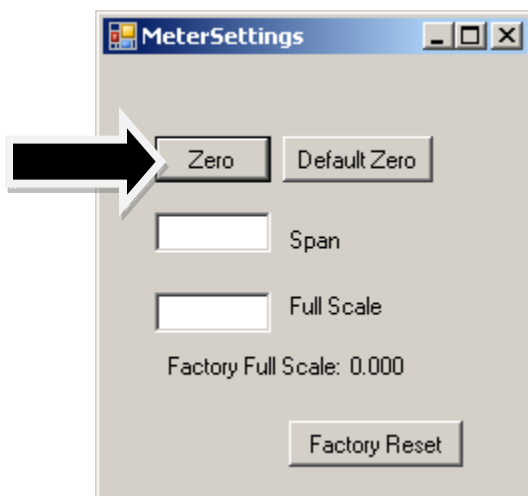 MeterSettings
Zero
Default Zero
Span
Full Scale
Factory Full Scale: 0.000
Factory Reset